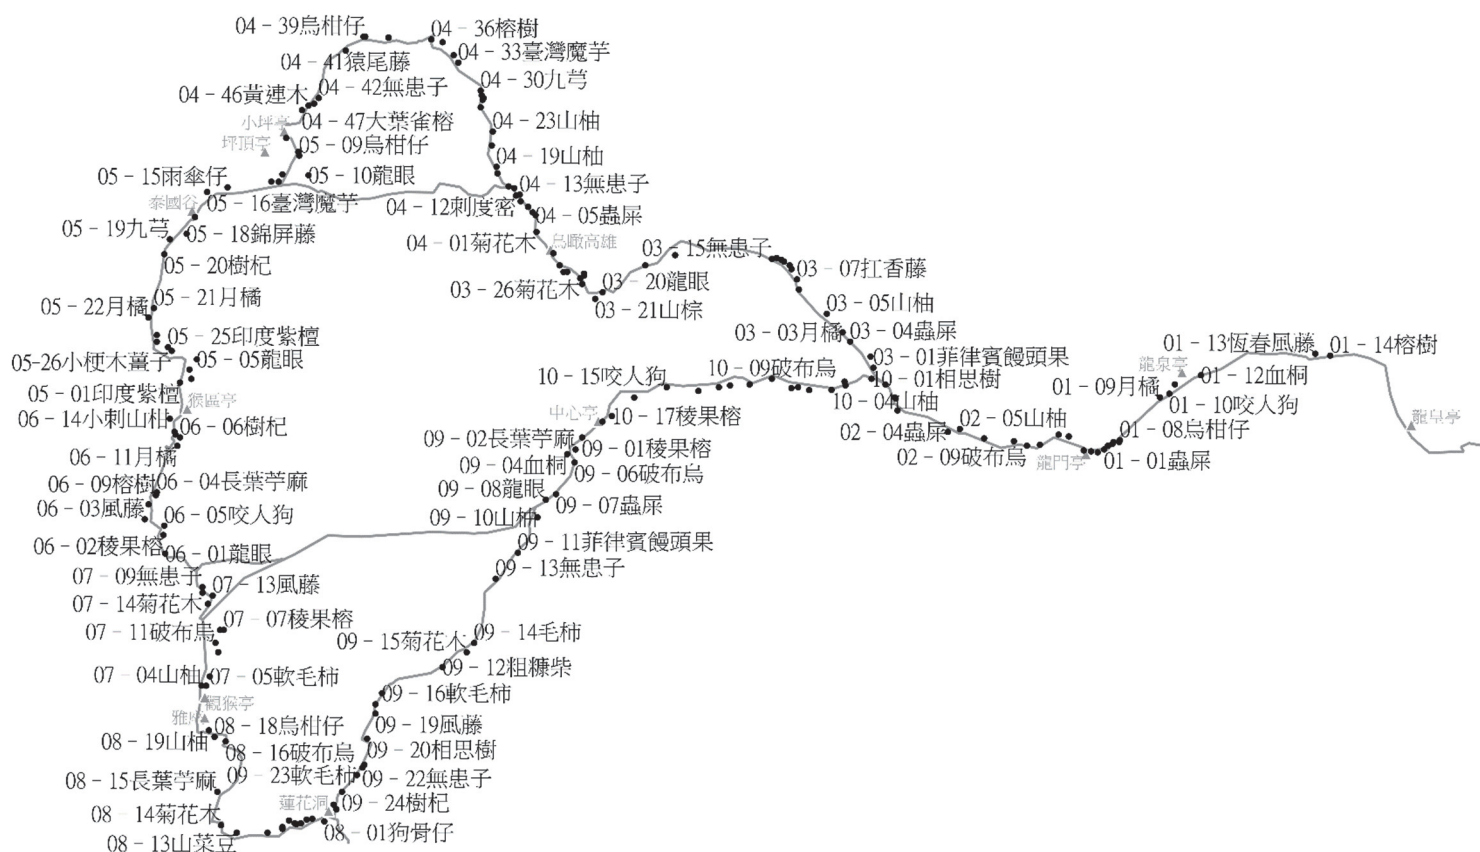 04－39烏柑仔
04－36榕樹
04－33臺灣魔芋
04－41猿尾藤
04－30九芎
04－42無患子
04－46黃連木
小坪亭
04－47大葉雀榕
04－23山柚
坪頂亭
05－09烏柑仔
04－19山柚
05－15雨傘仔
05－10龍眼
04－13無患子
泰國谷
05－16臺灣魔芋
04－12刺度密
04－05蟲屎
05－19九芎
05－18錦屏藤
04－01菊花木
鳥瞰高雄
03－15無患子
05－20樹杞
03－07扛香藤
03－20龍眼
03－26菊花木
05－21月橘
05－22月橘
03－21山棕
03－05山柚
05－25印度紫檀
03－03月橘
03－04蟲屎
01－13恆春風藤
01－14榕樹
05-26小梗木薑子
05－05龍眼
03－01菲律賓饅頭果
龍泉亭
10－09破布烏
10－15咬人狗
10－01相思樹
01－12血桐
05－01印度紫檀
01－09月橘
猴區亭
10－04山柚
01－10咬人狗
06－14小刺山柑
中心亭
10－17稜果榕
龍皇亭
06－06樹杞
02－05山柚
02－04蟲屎
01－08烏柑仔
09－02長葉苧麻
09－01稜果榕
06－11月橘
02－09破布烏
龍門亭
01－01蟲屎
09－04血桐
09－06破布烏
06－09榕樹
06－04長葉苧麻
09－08龍眼
06－03風藤
09－07蟲屎
06－05咬人狗
09－10山柚
06－02稜果榕
06－01龍眼
09－11菲律賓饅頭果
07－09無患子
07－13風藤
09－13無患子
07－14菊花木
07－07稜果榕
07－11破布烏
09－15菊花木
09－14毛柿
07－04山柚
07－05軟毛柿
09－12粗糠柴
觀猴亭
09－16軟毛柿
雅座
08－18烏柑仔
09－19風藤
08－19山柚
08－16破布烏
09－20相思樹
09－23軟毛柿
09－22無患子
08－15長葉苧麻
蓮花洞
09－24樹杞
08－14菊花木
08－01狗骨仔
08－13山菜豆